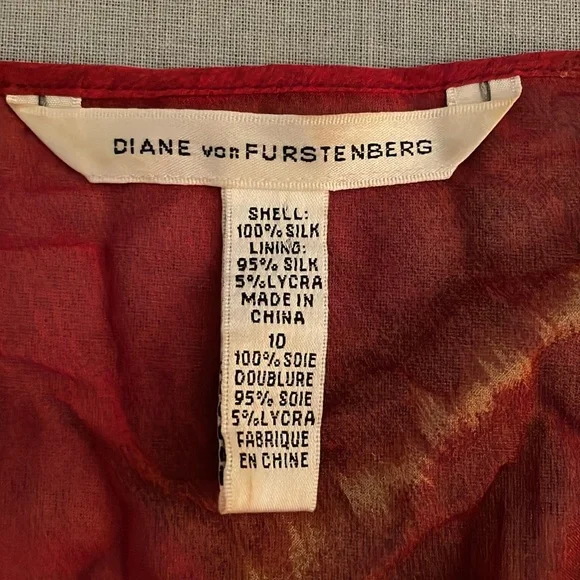 DIANE von FURSTENBERG
SHELL:
100% SILK
LINING:
95% SILK
5% LYCRA
MADE IN
CHINA
10
100% SOIE
DOUBLURE
95% SOIE
5% LYCRA
FABRIQUE
EN CHINE